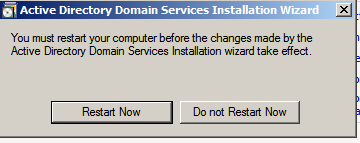 Active Directory Domain Services Installation Wizard
You must restart your computer before the changes made by the
Active Directory Domain Services Installation wizard take effect.
Restart Now
Do not Restart Now